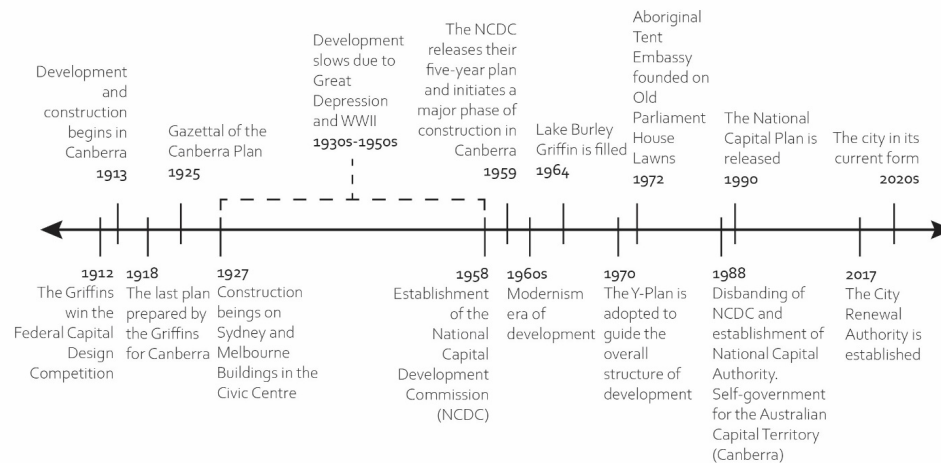 Development
and
construction
begins in
Canberra
1913
Gazettal of the
Canberra Plan
1925
Development
slows due to
Great
Depression
and WWII
1930s-1950s
The NCDC
releases their
five-year plan
and initiates a
major phase of
construction in
Canberra
1959
Lake Burley
Griffin is filled
1964
Aboriginal
Tent
Embassy
founded on
Old
Parliament
House
Lawns
1972
The National
Capital Plan is
released
1990
The city in its
current form
2020s
1912
The Griffins
win the
Federal Capital
Design
Competition
1918
The last plan
prepared by
the Griffins
for Canberra
1927
Construction
beings on
Sydney and
Melbourne
Buildings in the
Civic Centre
1958
Establishment
of the
National
Capital
Development
Commission
(NCDC)
1960s
Modernism
era of
development
1970
The Y-Plan is
adopted to
guide the
overall
structure of
development
1988
Disbanding of
NCDC and
establishment of
National Capital
Authority.
Self-government
for the Australian
Capital Territory
(Canberra)
2017
The City
Renewal
Authority is
established